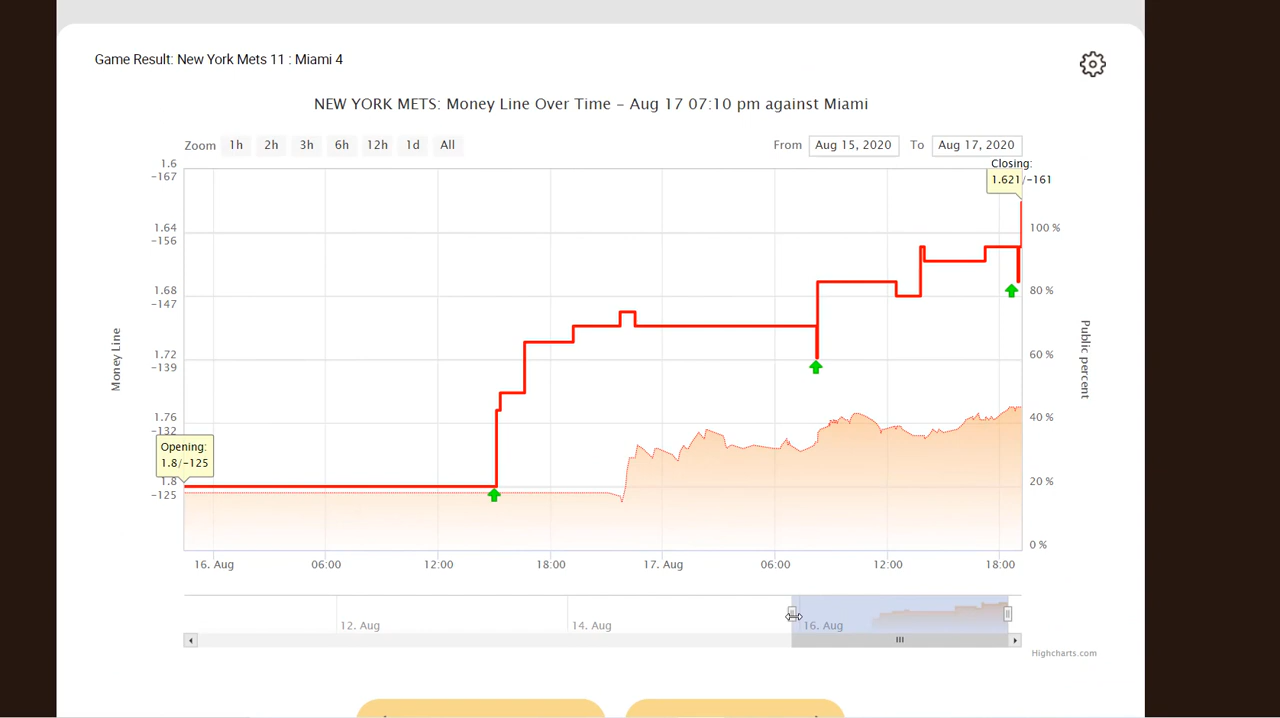 Game Result: New York Mets 11 : Miami 4
NEW YORK METS: Money Line Over Time – Aug 17 07:10 pm against Miami
Zoom 1h 2h 3h 6h 12h 1d All
From Aug 15, 2020 To Aug 17, 2020
Closing:
1.621/-161
1.6
-167
1.64
-156
1.68
-147
1.72
-139
1.76
-132
1.8
-125
Opening:
1.8/-125
Money Line
100 %
80 %
60 %
40 %
20 %
0 %
Public percent
16. Aug 06:00 12:00 18:00 17. Aug 06:00 12:00 18:00
12. Aug 14. Aug 16. Aug
Highcharts.com